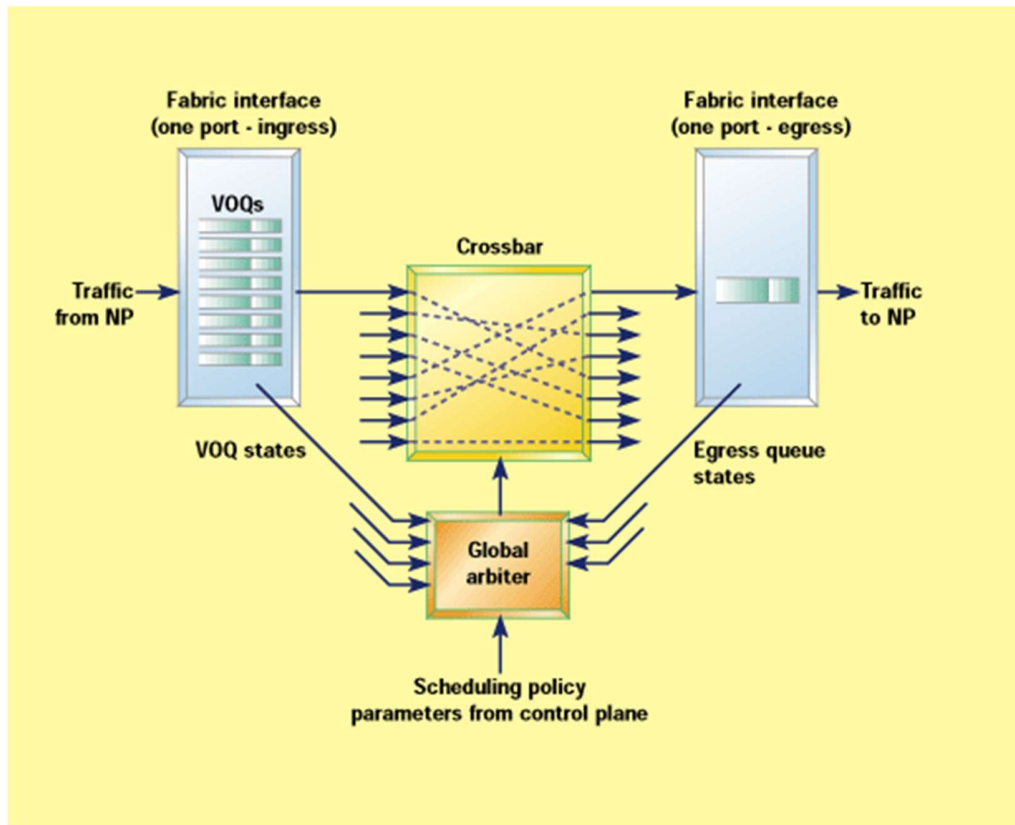 Fabric interface
(one port - ingress)
Fabric interface
(one port - egress)
VOQs
Crossbar
Traffic
from NP
Traffic
to NP
VOQ states
Egress queue
states
Global
arbiter
Scheduling policy
parameters from control plane